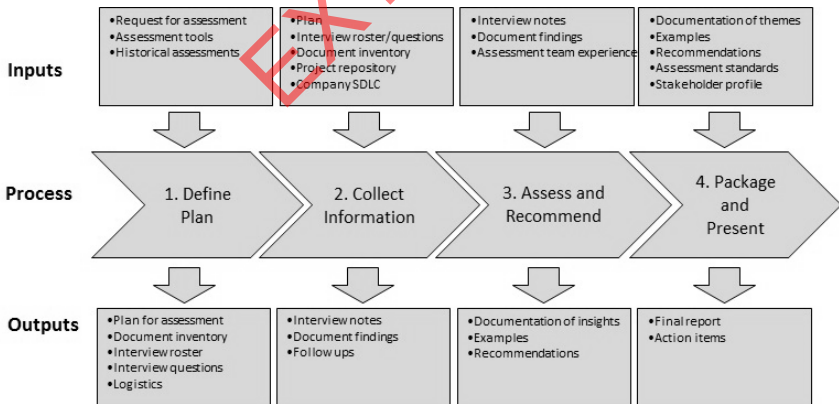 •Request for assessment
•Assessment tools
•Historical assessments
•Plan
•Interview roster/questions
•Document inventory
•Project repository
•Company SDLC
•Interview notes
•Document findings
•Assessment team experience
•Documentation of themes
•Examples
•Recommendations
•Assessment standards
•Stakeholder profile
Inputs
Process
1. Define
Plan
2. Collect
Information
3. Assess and
Recommend
4. Package
and
Present
Outputs
•Plan for assessment
•Document inventory
•Interview roster
•Interview questions
•Logistics
•Interview notes
•Document findings
•Follow ups
•Documentation of insights
•Examples
•Recommendations
•Final report
•Action items